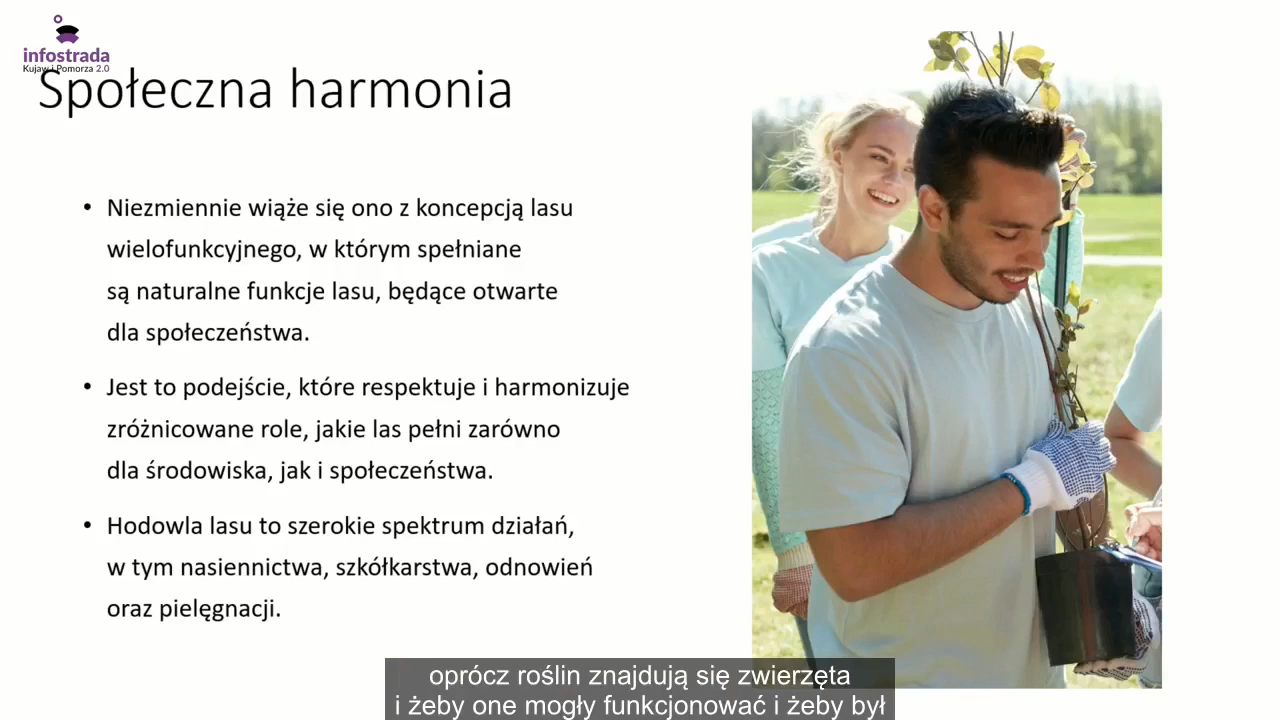 infostrada
Kujaw i Pomorza 2.0
Społeczna harmonia
• Niezmiennie wiąże się ono z koncepcją lasu
wielofunkcyjnego, w którym spełniane
są naturalne funkcje lasu, będące otwarte
dla społeczeństwa.
• Jest to podejście, które respektuje i harmonizuje
zróżnicowane role, jakie las pełni zarówno
dla środowiska, jak i społeczeństwa.
• Hodowla lasu to szerokie spektrum działań,
w tym nasiennictwa, szkółkarstwa, odnowień
oraz pielęgnacji.
oprócz roślin znajdują się zwierzęta
i żeby one mogły funkcjonować i żeby był